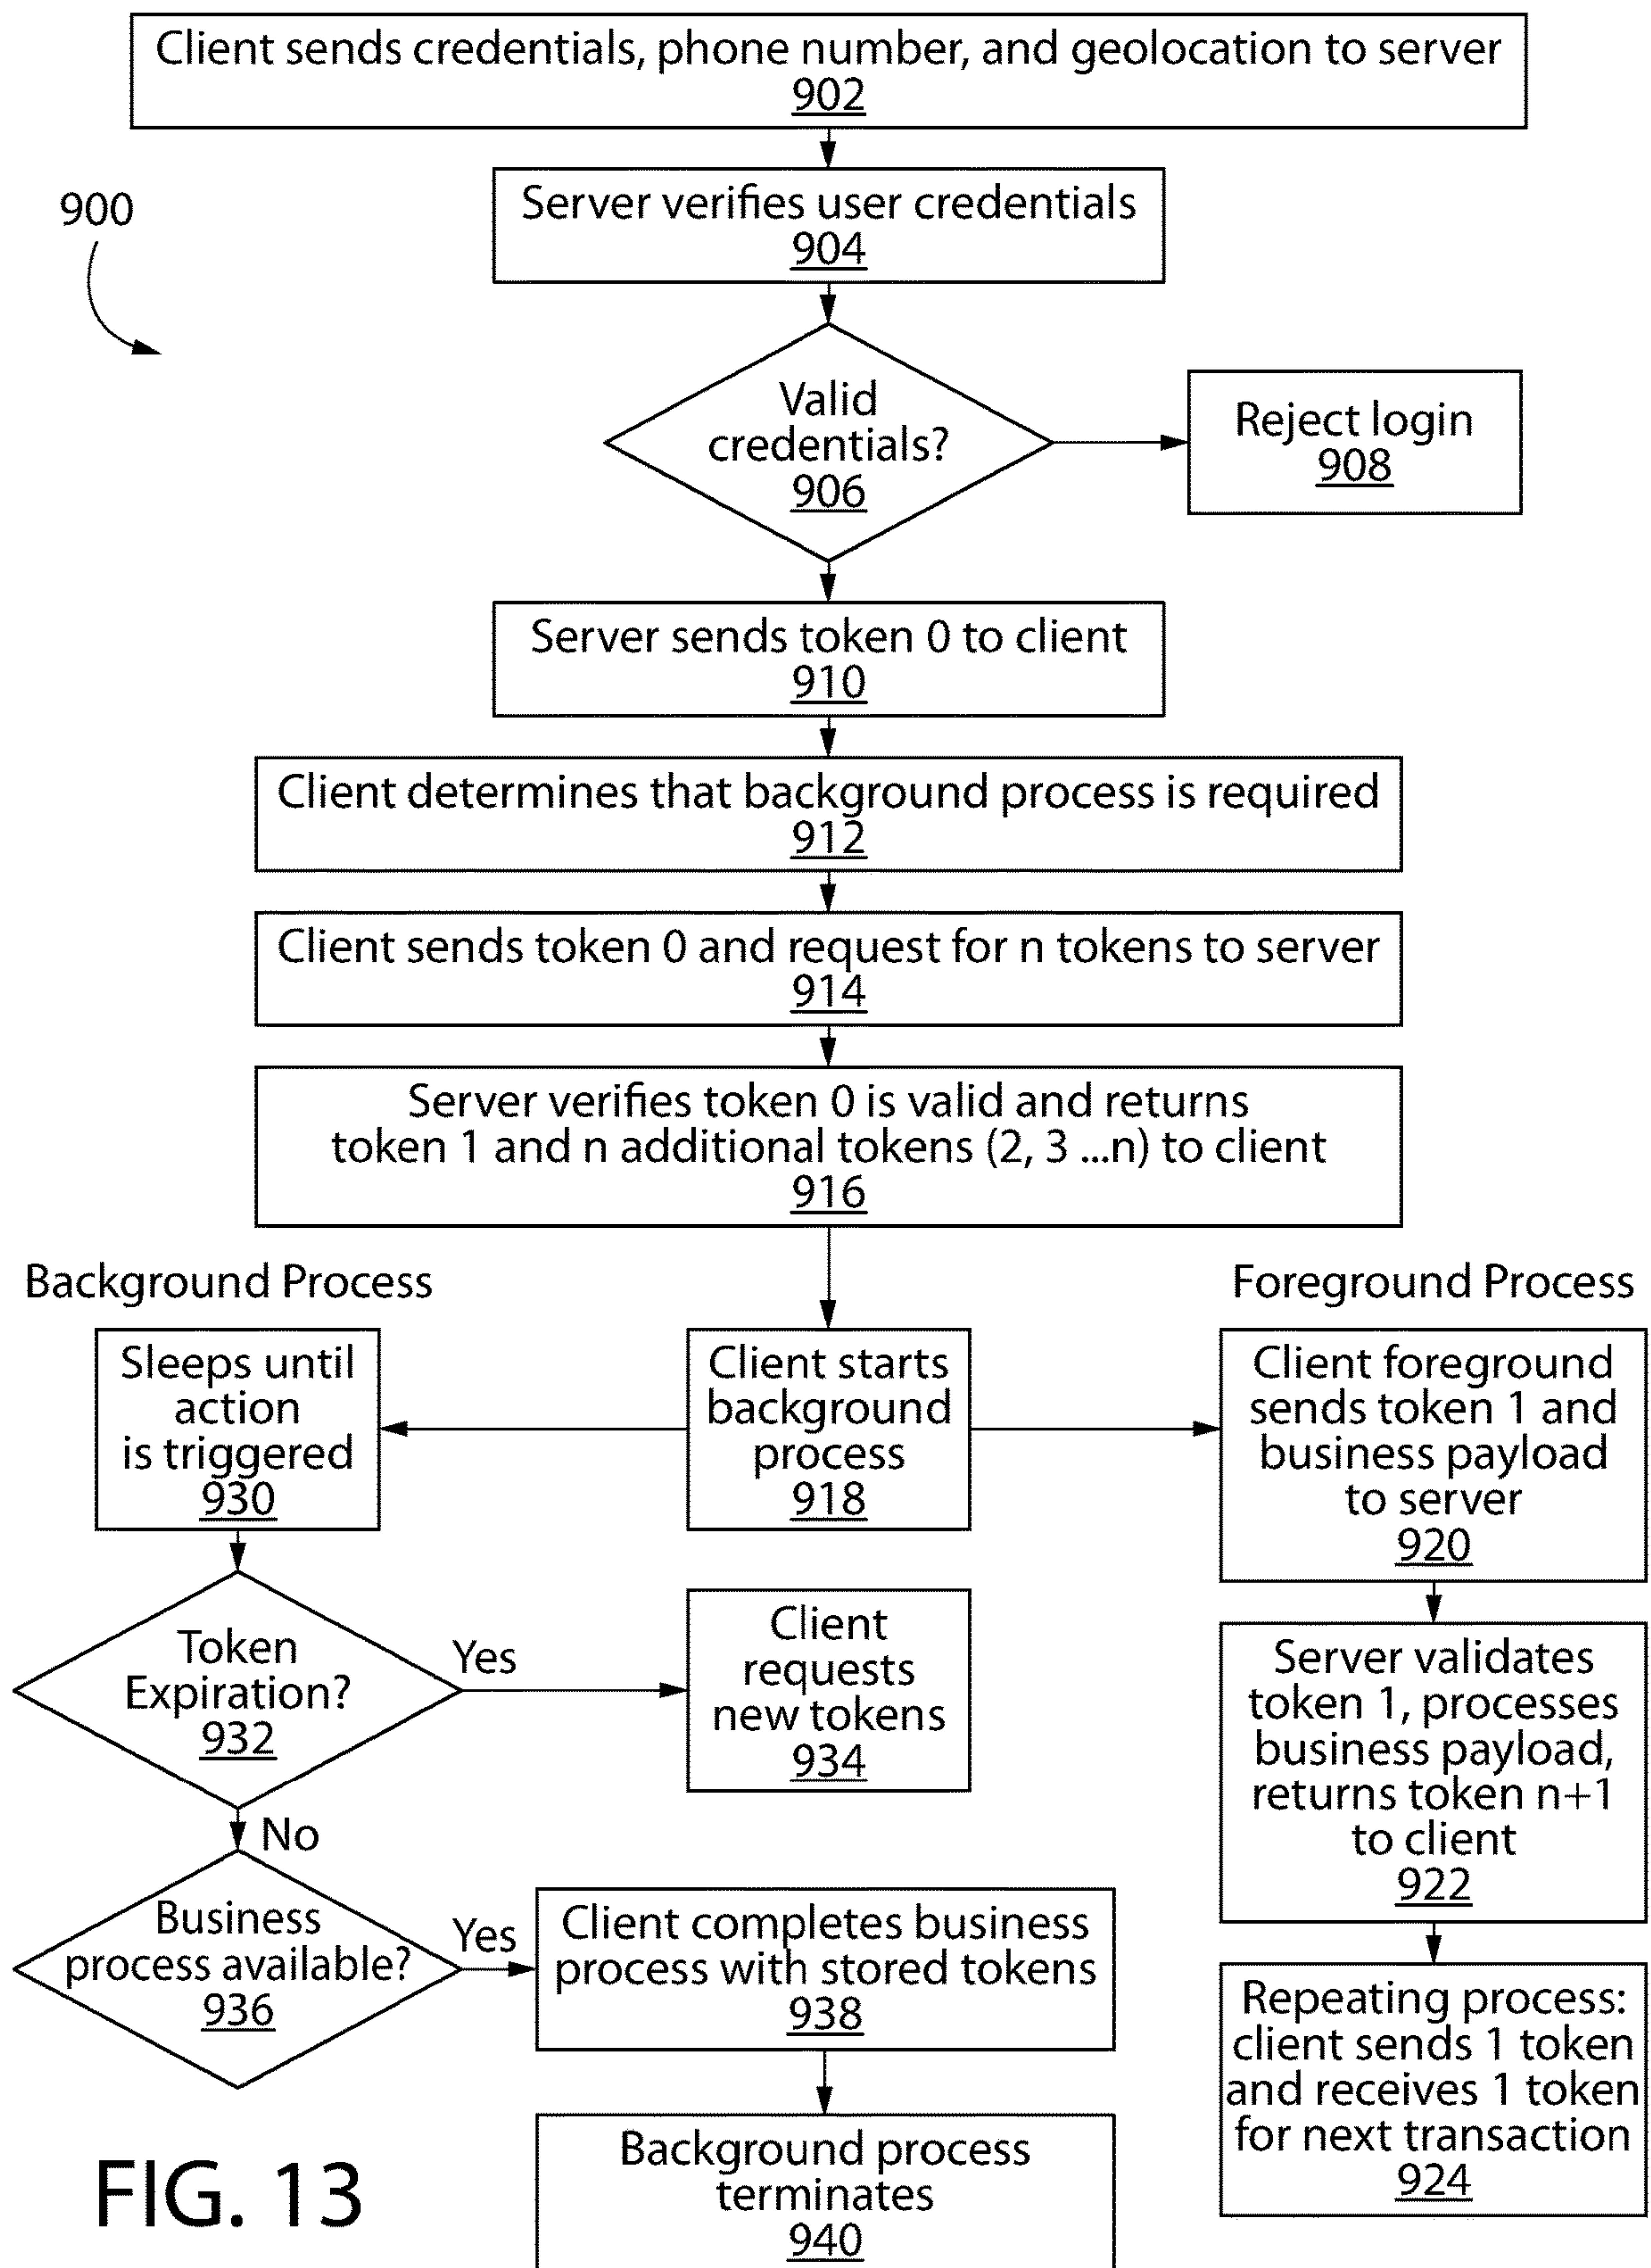 Client sends credentials, phone number, and geolocation to server
902
900
Server verifies user credentials
904
Valid
credentials?
906
Reject login
908
Server sends token 0 to client
910
Client determines that background process is required
912
Client sends token 0 and request for n tokens to server
914
Server verifies token 0 is valid and returns
token 1 and n additional tokens (2, 3 ...n) to client
916
Background Process
Foreground Process
Sleeps until
action
is triggered
930
Client starts
background
process
918
Client foreground
sends token 1 and
business payload
to server
920
Token
Expiration?
932
Yes
Client
requests
new tokens
934
Server validates
token 1, processes
business payload,
returns token n+1
to client
922
No
Business
process available?
936
Yes
Client completes business
process with stored tokens
938
Repeating process:
client sends 1 token
and receives 1 token
for next transaction
924
Background process
terminates
940
FIG. 13